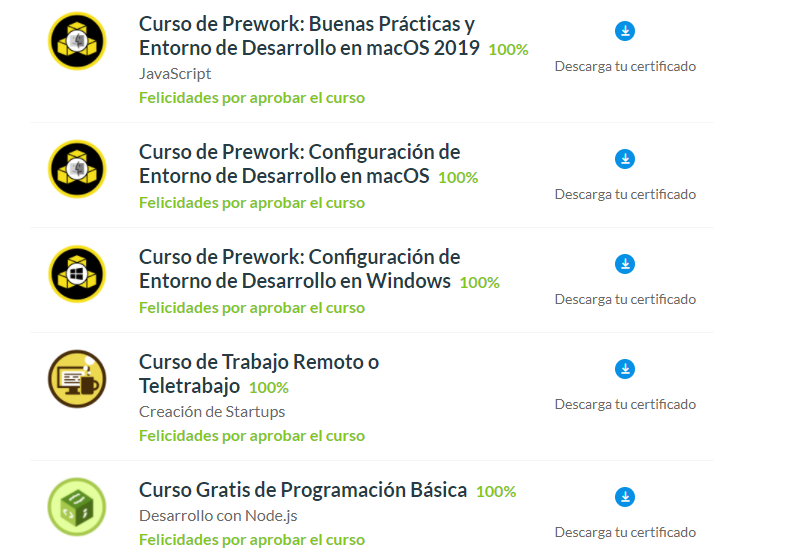 Curso de Prework: Buenas Prácticas y
Entorno de Desarrollo en macOS 2019 100%
JavaScript
Felicidades por aprobar el curso
Descarga tu certificado
Curso de Prework: Configuración de
Entorno de Desarrollo en macOS 100%
Felicidades por aprobar el curso
Descarga tu certificado
Curso de Prework: Configuración de
Entorno de Desarrollo en Windows 100%
Felicidades por aprobar el curso
Descarga tu certificado
Curso de Trabajo Remoto o
Teletrabajo 100%
Creación de Startups
Felicidades por aprobar el curso
Descarga tu certificado
Curso Gratis de Programación Básica 100%
Desarrollo con Node.js
Felicidades por aprobar el curso
Descarga tu certificado